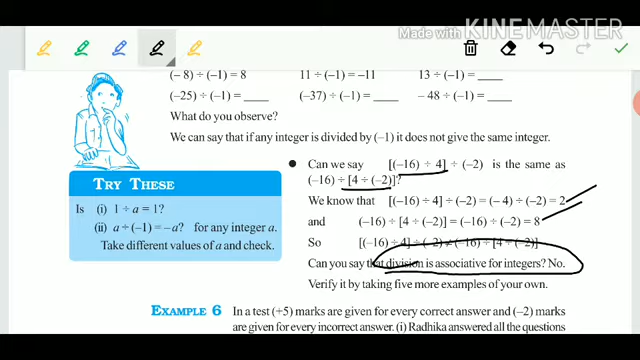 Made with KINEMASTER
(– 8) ÷ (–1) = 8 11 ÷ (–1) = –11 13 ÷ (–1) = ____
(–25) ÷ (–1) = ____ (–37) ÷ (–1) = ____ – 48 ÷ (–1) = ____
What do you observe?
We can say that if any integer is divided by (–1) it does not give the same integer.
● Can we say [(–16) ÷ 4] ÷ (–2) is the same as
(–16) ÷ [4 ÷ (–2)]?
We know that [(–16) ÷ 4] ÷ (–2) = (– 4) ÷ (–2) = 2
and (–16) ÷ [4 ÷ (–2)] = (–16) ÷ (–2) = 8
So [(–16) ÷ 4] ÷ (–2) ≠ (–16) ÷ [4 ÷ (–2)]
Can you say that division is associative for integers? No.
Verify it by taking five more examples of your own.
TRY THESE
Is (i) 1 ÷ a = 1?
(ii) a ÷ (–1) = –a? for any integer a.
Take different values of a and check.
EXAMPLE 6 In a test (+5) marks are given for every correct answer and (–2) marks
are given for every incorrect answer. (i) Radhika answered all the questions